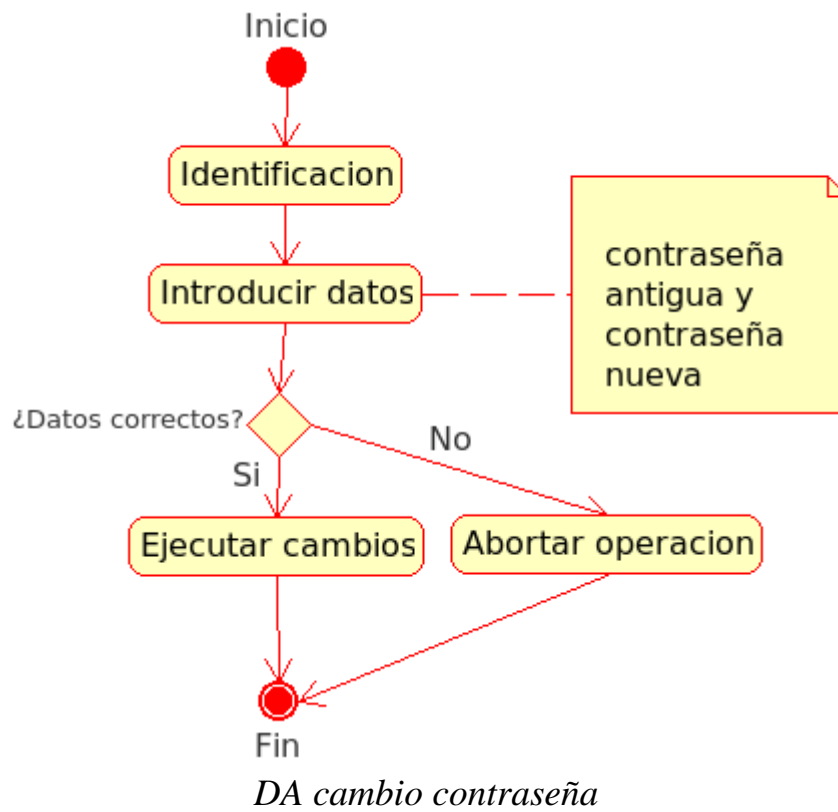 Inicio
Identificacion
Introducir datos
contraseña
antigua y
contraseña
nueva
¿Datos correctos?
No
Si
Ejecutar cambios
Abortar operacion
Fin
DA cambio contraseña